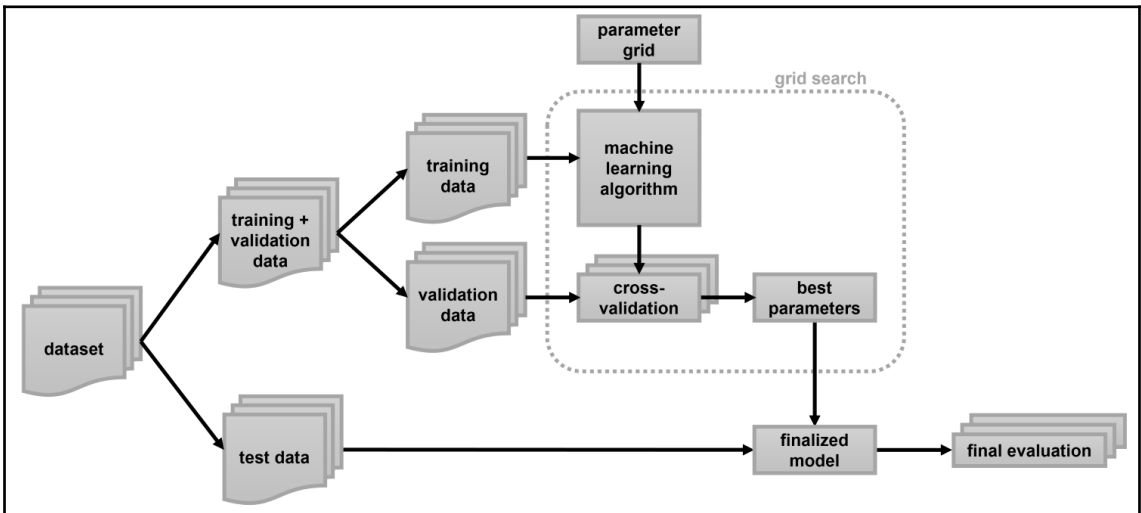 parameter
grid
grid search
training
data
machine
learning
algorithm
training +
validation
data
validation
data
cross-
validation
best
parameters
dataset
test data
finalized
model
final evaluation